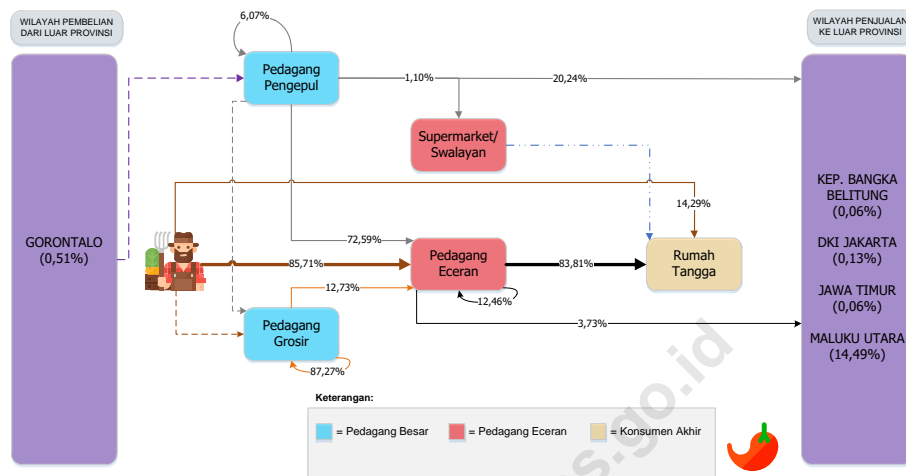 WILAYAH PEMBELIAN
DARI LUAR PROVINSI
WILAYAH PENJUALAN
KE LUAR PROVINSI
6,07%
Pedagang
Pengepul
1,10%
20,24%
Supermarket/
Swalayan
KEP. BANGKA
BELITUNG
(0,06%)
DKI JAKARTA
(0,13%)
JAWA TIMUR
(0,06%)
MALUKU UTARA
(14,49%)
14,29%
GORONTALO
(0,51%)
72,59%
85,71%
Pedagang
Eceran
83,81%
Rumah
Tangga
12,73%
12,46%
Pedagang
Grosir
3,73%
87,27%
Keterangan:
= Pedagang Besar
= Pedagang Eceran
= Konsumen Akhir
s.go.id